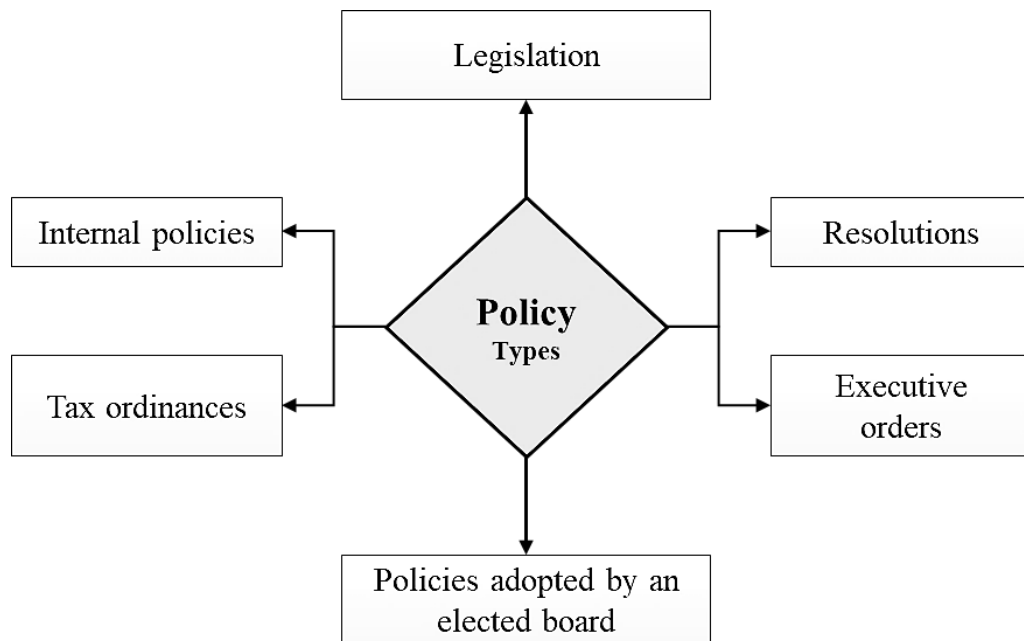 Legislation
Internal policies
Resolutions
Policy
Types
Tax ordinances
Executive
orders
Policies adopted by an
elected board